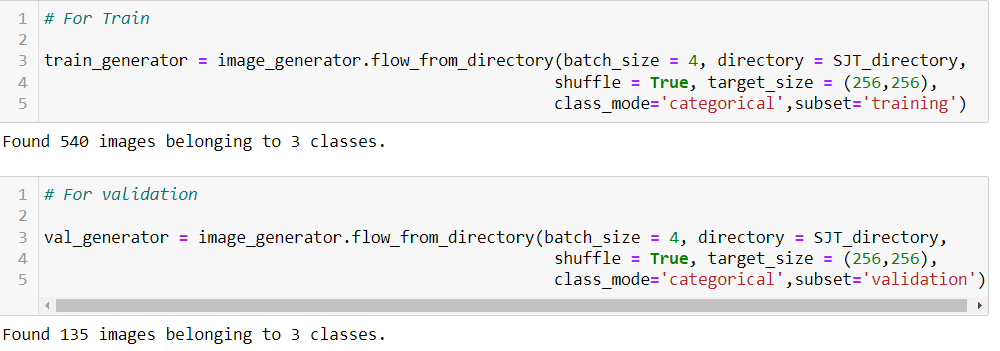 1 # For Train
2
3 train_generator = image_generator.flow_from_directory(batch_size = 4, directory = SJT_directory,
4 shuffle = True, target_size = (256,256),
5 class_mode='categorical',subset='training')
Found 540 images belonging to 3 classes.
1 # For validation
2
3 val_generator = image_generator.flow_from_directory(batch_size = 4, directory = SJT_directory,
4 shuffle = True, target_size = (256,256),
5 class_mode='categorical',subset='validation')
Found 135 images belonging to 3 classes.